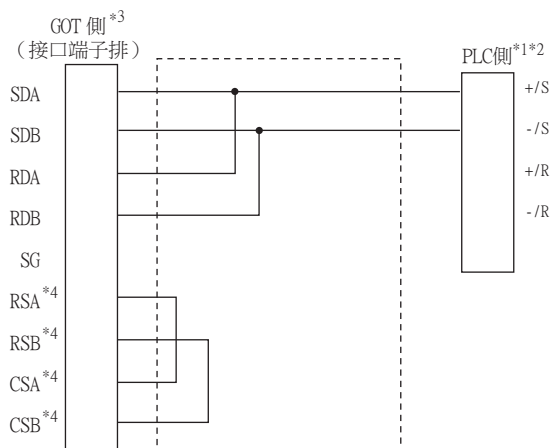 GOT 側*3
（接口端子排）
PLC側*1*2
SDA
+/S
SDB
-/S
RDA
+/R
RDB
-/R
SG
RSA*4
RSB*4
CSA*4
CSB*4